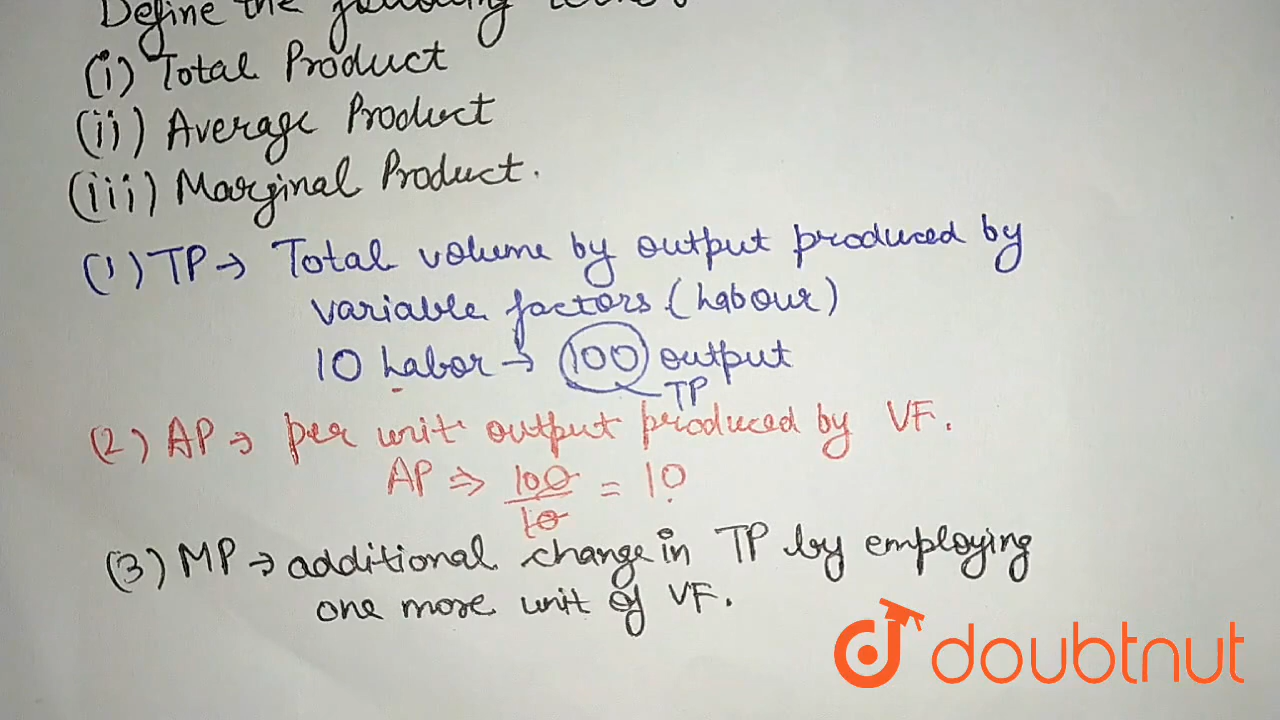 Define the following terms:
(i) Total Product
(ii) Average Product
(iii) Marginal Product.
(1) TP → Total volume by output produced by
variable factors (Labour)
10 Labor → 100 output
TP
(2) AP → per unit output produced by VF.
AP ⇒ 100/10 = 10
(3) MP → additional change in TP by employing
one more unit of VF.
doubtnut